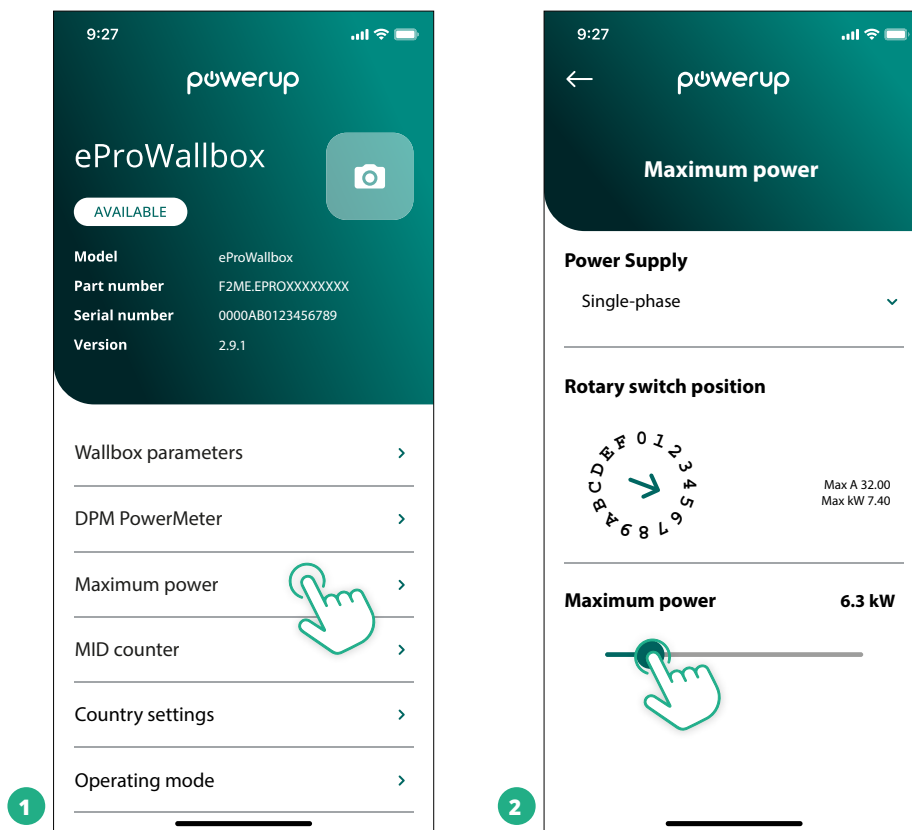 9:27
powerup
eProWallbox
AVAILABLE
Model eProWallbox
Part number F2ME.EPROXXXXXXXX
Serial number 0000AB0123456789
Version 2.9.1
Wallbox parameters
DPM PowerMeter
Maximum power
MID counter
Country settings
Operating mode
1
9:27
powerup
Maximum power
Power Supply
Single-phase
Rotary switch position
0 1 2 3 4 5 6 7 8 9 A B C D E F
Max A 32.00
Max kW 7.40
Maximum power 6.3 kW
2